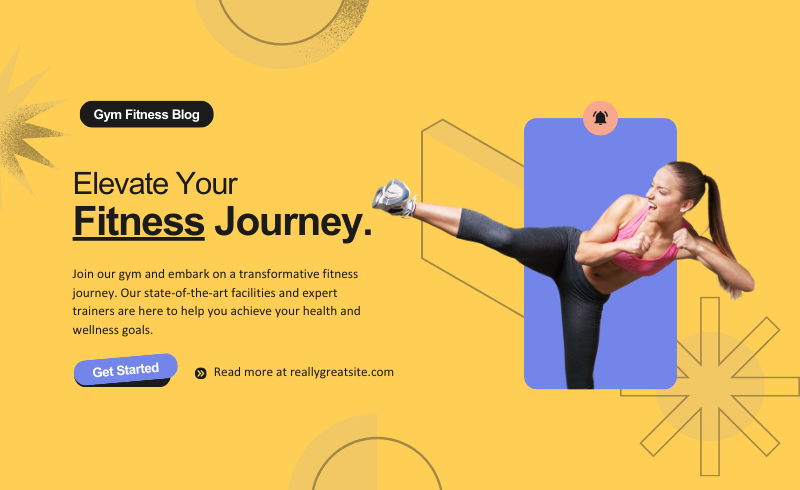 Gym Fitness Blog
Elevate Your
Fitness Journey.
Join our gym and embark on a transformative fitness
journey. Our state-of-the-art facilities and expert
trainers are here to help you achieve your health and
wellness goals.
Get Started
Read more at reallygreatsite.com